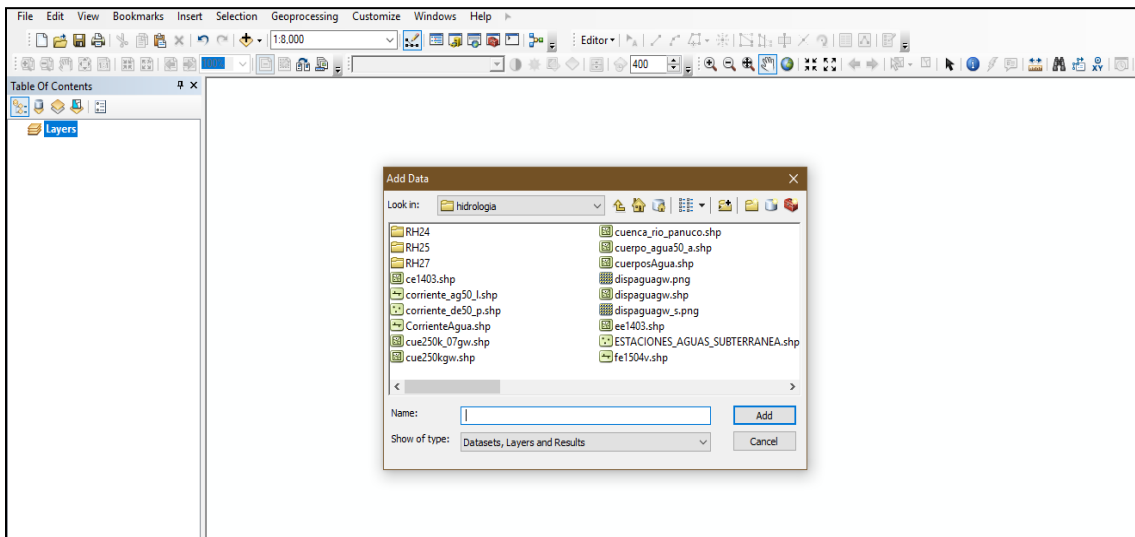 File Edit View Bookmarks Insert Selection Geoprocessing Customize Windows Help
1:8,000 Editor
400
Table Of Contents
Layers
Add Data
Look in: hidrologia
RH24
RH25
RH27
ce1403.shp
corriente_ag50_l.shp
corriente_de50_p.shp
CorrienteAgua.shp
cue250k_07gw.shp
cue250kgw.shp
cuenca_rio_panuco.shp
cuerpo_agua50_a.shp
cuerposAgua.shp
dispaguagw.png
dispaguagw.shp
dispaguagw_s.png
ee1403.shp
ESTACIONES_AGUAS_SUBTERRANEA.shp
fe1504v.shp
Name: Add
Show of type: Datasets, Layers and Results Cancel